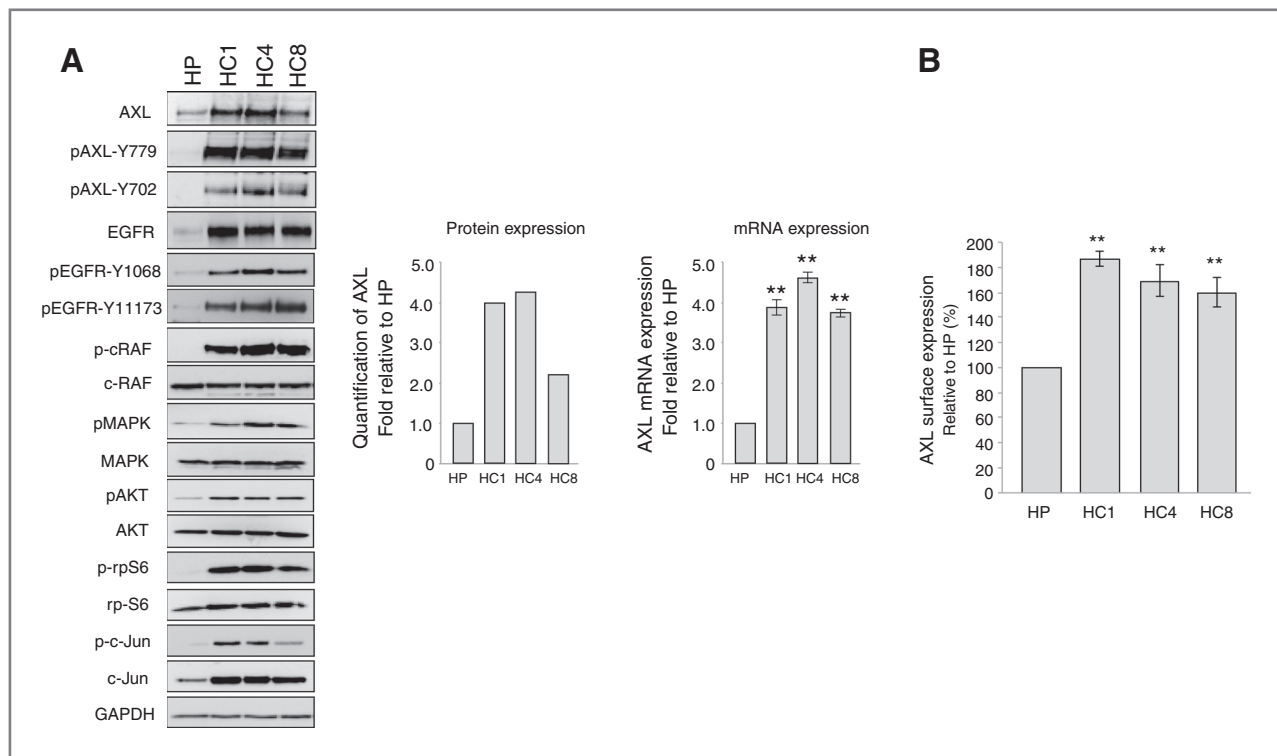 A
B
HP HC1 HC4 HC8
AXL
pAXL-Y779
pAXL-Y702
EGFR
pEGFR-Y1068
pEGFR-Y11173
p-cRAF
c-RAF
pMAPK
MAPK
pAKT
AKT
p-rpS6
rp-S6
p-c-Jun
c-Jun
GAPDH
Protein expression
Quantification of AXL
Fold relative to HP
5.0
4.0
3.0
2.0
1.0
0
HP HC1 HC4 HC8
mRNA expression
AXL mRNA expression
Fold relative to HP
5.0
4.0
3.0
2.0
1.0
0
** ** **
HP HC1 HC4 HC8
AXL surface expression
Relative to HP (%)
200
180
160
140
120
100
80
60
40
20
0
** ** **
HP HC1 HC4 HC8